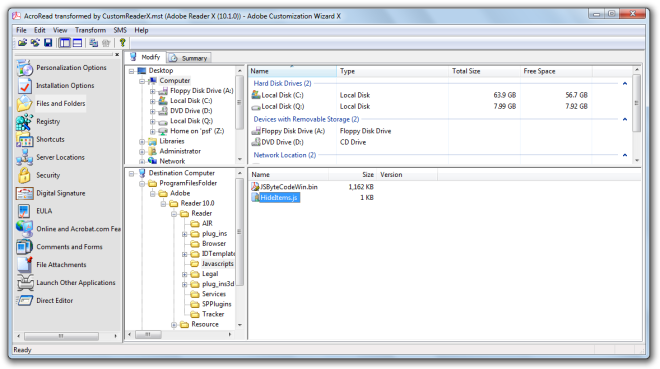 AcroRead transformed by CustomReaderX.mst (Adobe Reader X (10.1.0)) - Adobe Customization Wizard X
File Edit View Transform SMS Help
Modify Summary
Personalization Options
Installation Options
Files and Folders
Registry
Shortcuts
Server Locations
Security
Digital Signature
EULA
Online and Acrobat.com Fea
Comments and Forms
File Attachments
Launch Other Applications
Direct Editor
Desktop
Computer
Floppy Disk Drive (A:)
Local Disk (C:)
DVD Drive (D:)
Local Disk (Q:)
Home on 'psf' (Z:)
Libraries
Administrator
Network
Name Type Total Size Free Space
Hard Disk Drives (2)
Local Disk (C:) Local Disk 63.9 GB 56.7 GB
Local Disk (Q:) Local Disk 7.99 GB 7.92 GB
Devices with Removable Storage (2)
Floppy Disk Drive (A:) Floppy Disk Drive
DVD Drive (D:) CD Drive
Network Location (2)
Destination Computer
ProgramFilesFolder
Adobe
Reader 10.0
Reader
AIR
plug_ins
Browser
IDTemplate
Javascripts
Legal
plug_ins3d
Services
SPPlugins
Tracker
Resource
Name Size Version
JSByteCodeWin.bin 1,162 KB
HideItems.js 1 KB
Ready